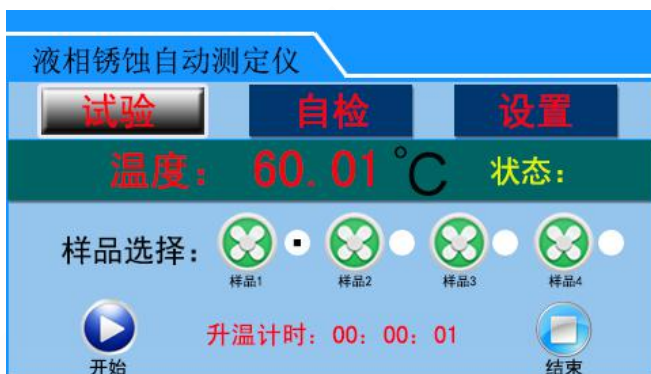 液相锈蚀自动测定仪
试验 自检 设置
温度: 60.01 °C 状态:
样品选择:
样品1 样品2 样品3 样品4
升温计时: 00: 00: 01
开始 结束